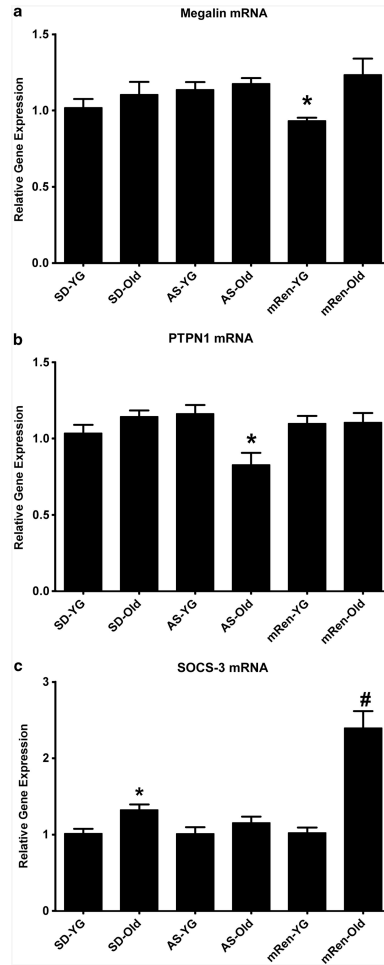 a
Megalin mRNA
Relative Gene Expression
1.5
1.0
0.5
0.0
*
SD-YG
SD-Old
AS-YG
AS-Old
mRen-YG
mRen-Old
b
PTPN1 mRNA
Relative Gene Expression
1.5
1.0
0.5
0.0
*
SD-YG
SD-Old
AS-YG
AS-Old
mRen-YG
mRen-Old
c
SOCS-3 mRNA
Relative Gene Expression
3
2
1
0
*
#
SD-YG
SD-Old
AS-YG
AS-Old
mRen-YG
mRen-Old